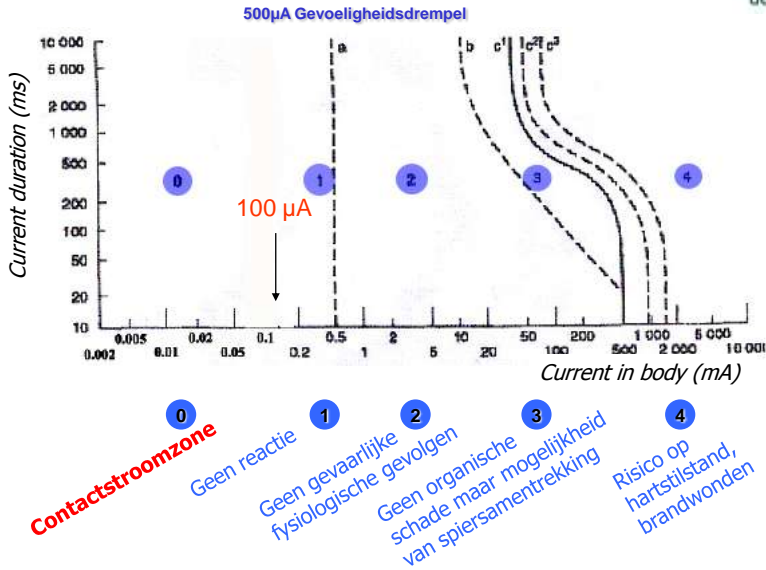 500µA Gevoeligheidsdrempel
Current duration (ms)
10 000
5 000
2 000
1 000
500
200
100
50
20
10
a
b
c¹
c²
c³
0
1
2
3
4
100 µA
0.002
0.005
0.01
0.02
0.05
0.1
0.2
0.5
1
2
5
10
20
50
100
200
500
1 000
2 000
5 000
10 000
Current in body (mA)
0
Contactstroomzone
1
Geen reactie
2
Geen gevaarlijke
fysiologische gevolgen
3
Geen organische
schade maar mogelijkheid
van spiersamentrekking
4
Risico op
hartstilstand,
brandwonden